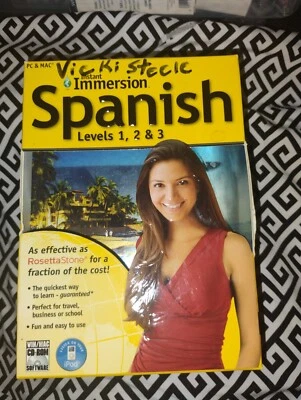 PC & MAC
Vicki Steele
Instant
Immersion
Spanish
Levels 1, 2 & 3
As effective as
RosettaStone® for a
fraction of the cost!
• The quickest way
to learn - guaranteed*
• Perfect for travel,
business or school
• Fun and easy to use
WIN/MAC
CD-ROM
SOFTWARE
iPod